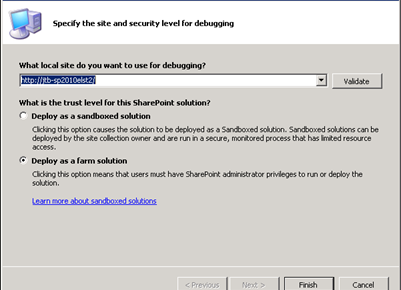 Specify the site and security level for debugging
What local site do you want to use for debugging?
http://jtb-sp2010elst2/
Validate
What is the trust level for this SharePoint solution?
Deploy as a sandboxed solution
Clicking this option causes the solution to be deployed as a Sandboxed solution. Sandboxed solutions can be
deployed by the site collection owner and are run in a secure, monitored process that has limited resource
access.
Deploy as a farm solution
Clicking this option means that users must have SharePoint administrator privileges to run or deploy the
solution.
Learn more about sandboxed solutions
< Previous
Next >
Finish
Cancel